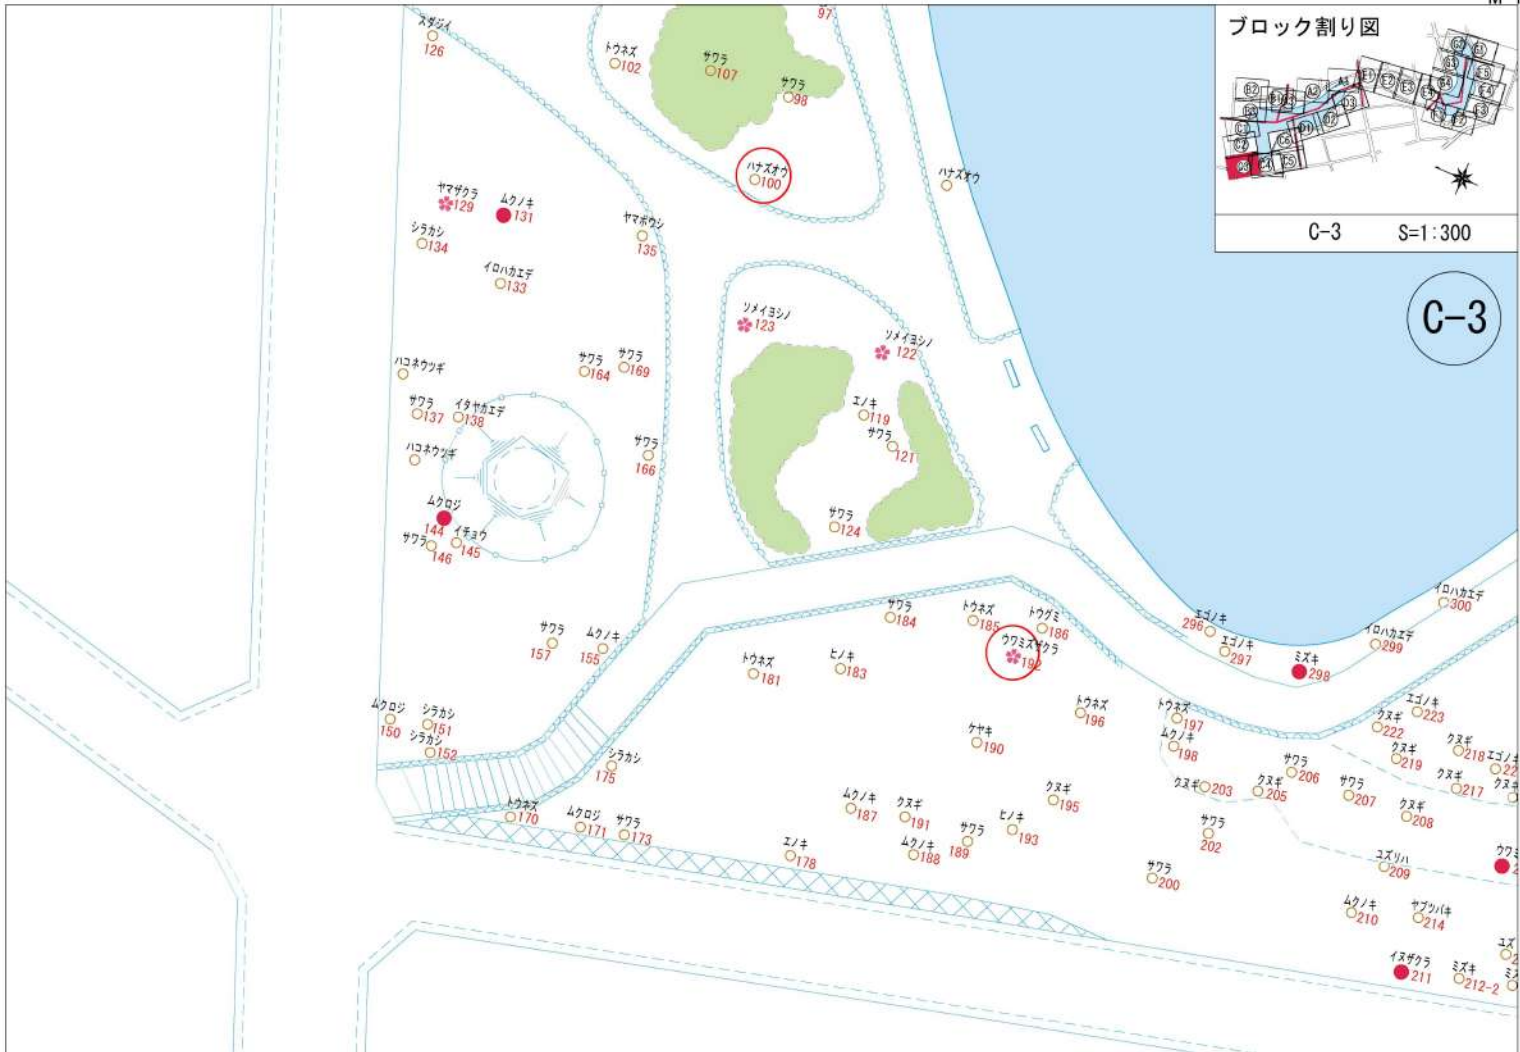 ブロック割り図
C-3 S=1:300
C-3
97
スダジイ
126
トウネズ
102
サワラ
107
サワラ
98
ハナズオウ
100
ハナズオウ
ヤマザクラ
129
ムクノキ
131
シラカシ
134
ヤマボウシ
135
イロハカエデ
133
ソメイヨシノ
123
ソメイヨシノ
122
ハコネウツギ
サワラ
164
サワラ
169
サワラ
137
イタヤカエデ
138
エノキ
119
サワラ
121
ハコネウツギ
サワラ
166
ムクロジ
144
イチョウ
145
サワラ
146
サワラ
124
サワラ
157
ムクノキ
155
サワラ
184
トウネズ
185
トウグミ
186
ウワミズザクラ
192
エゴノキ
296
エゴノキ
297
ミズキ
298
イロハカエデ
299
イロハカエデ
300
トウネズ
181
ヒノキ
183
ムクロジ
150
シラカシ
151
シラカシ
152
シラカシ
175
トウネズ
196
トウネズ
197
ムクノキ
198
ケヤキ
190
エゴノキ
223
クヌギ
222
クヌギ
219
クヌギ
218
エゴノキ
クヌギ
217
サワラ
206
クヌギ
203
クヌギ
205
サワラ
207
クヌギ
208
トウネズ
170
ムクロジ
171
サワラ
173
ムクノキ
187
クヌギ
191
クヌギ
195
ヒノキ
193
サワラ
189
ムクノキ
188
エノキ
178
サワラ
202
サワラ
200
ユズリハ
209
ムクノキ
210
ヤブツバキ
214
イヌザクラ
211
ミズキ
212-2